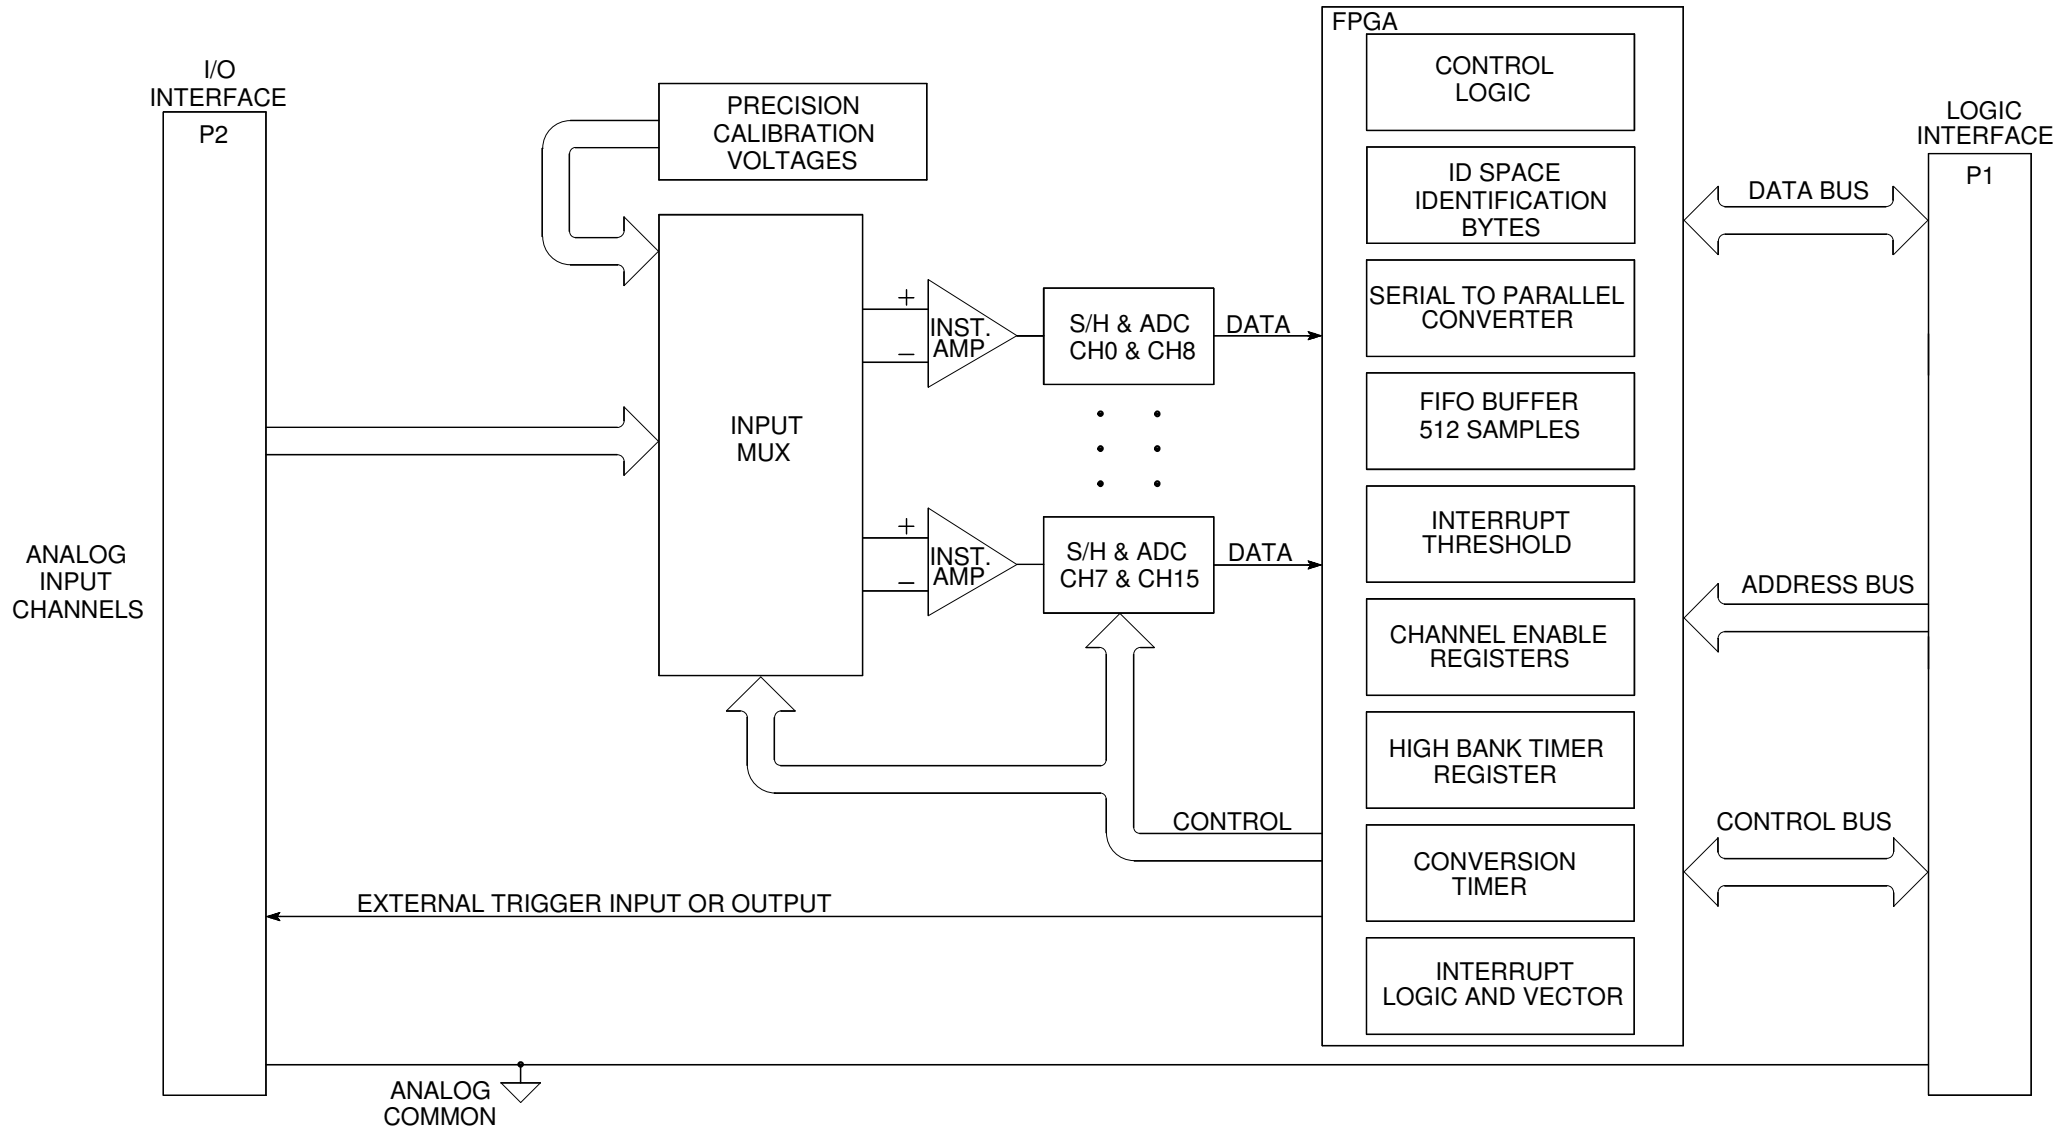 I/O
INTERFACE
P2
ANALOG
INPUT
CHANNELS
PRECISION
CALIBRATION
VOLTAGES
INPUT
MUX
+
INST.
AMP
−
S/H & ADC
CH0 & CH8
DATA
+
INST.
AMP
−
S/H & ADC
CH7 & CH15
DATA
CONTROL
EXTERNAL TRIGGER INPUT OR OUTPUT
ANALOG
COMMON
FPGA
CONTROL
LOGIC
ID SPACE
IDENTIFICATION
BYTES
SERIAL TO PARALLEL
CONVERTER
FIFO BUFFER
512 SAMPLES
INTERRUPT
THRESHOLD
CHANNEL ENABLE
REGISTERS
HIGH BANK TIMER
REGISTER
CONVERSION
TIMER
INTERRUPT
LOGIC AND VECTOR
DATA BUS
ADDRESS BUS
CONTROL BUS
LOGIC
INTERFACE
P1